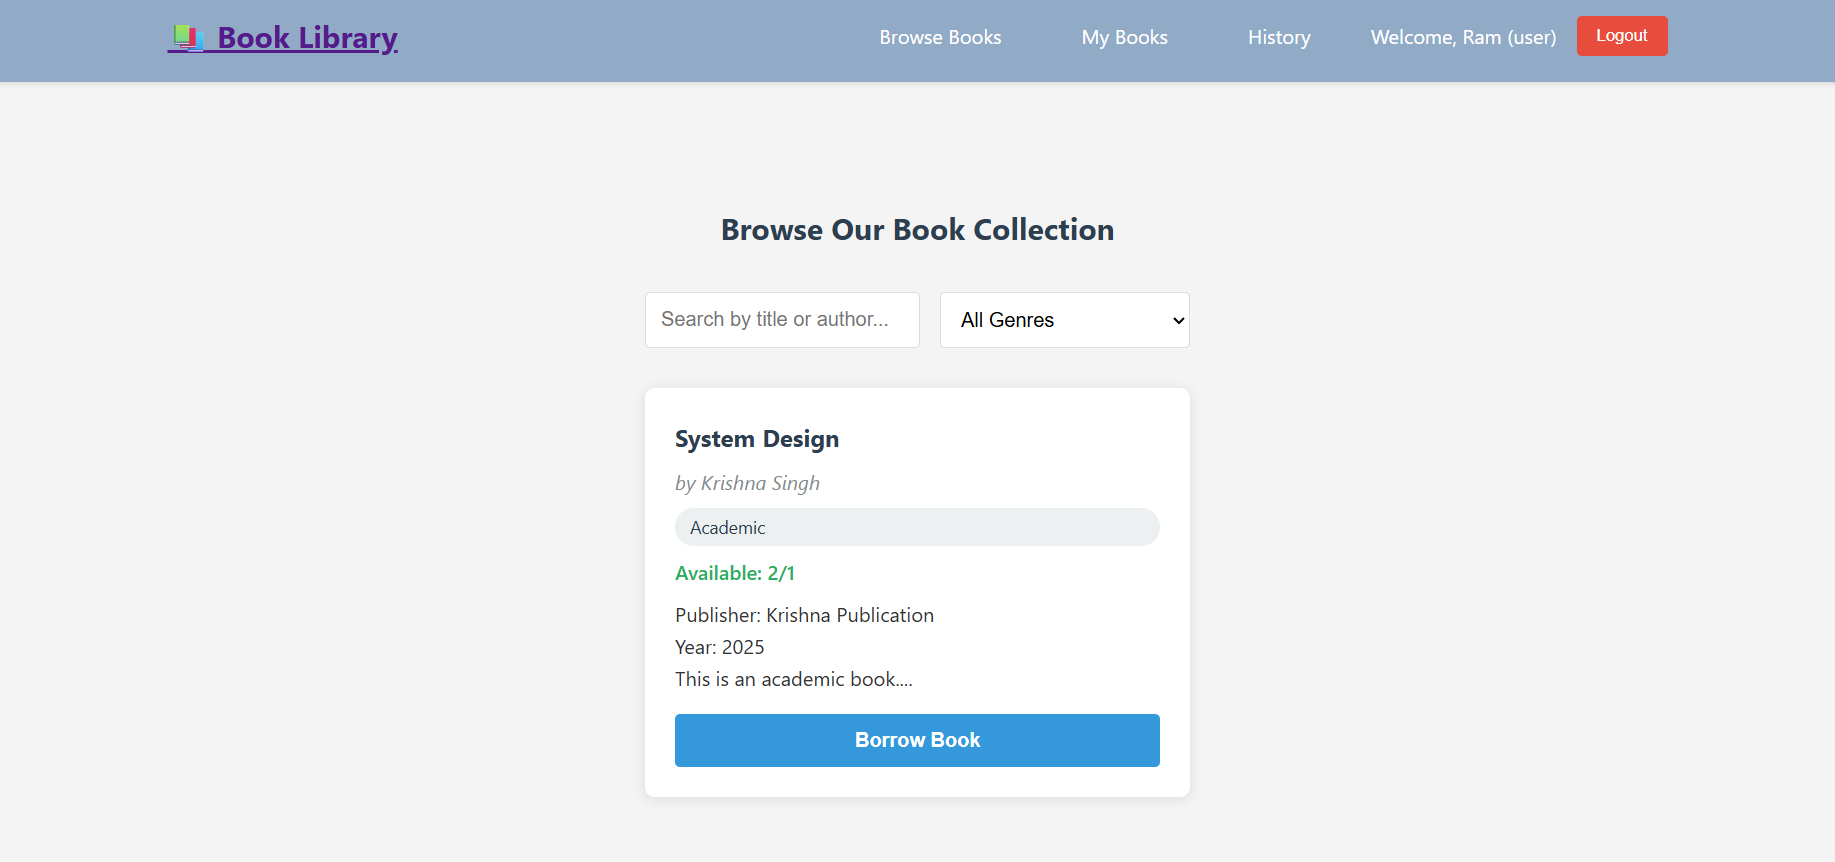 Book Library
Browse Books My Books History Welcome, Ram (user) Logout
Browse Our Book Collection
Search by title or author... All Genres
System Design
by Krishna Singh
Academic
Available: 2/1
Publisher: Krishna Publication
Year: 2025
This is an academic book....
Borrow Book